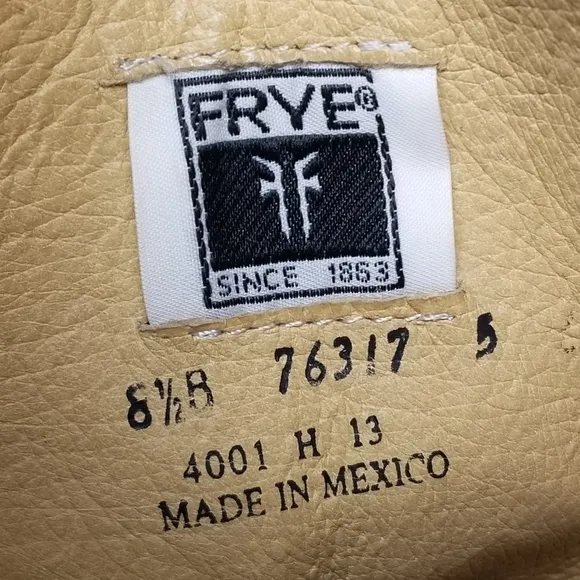 FRYE®
SINCE 1863
8½B 76317 5
4001 H 13
MADE IN MEXICO